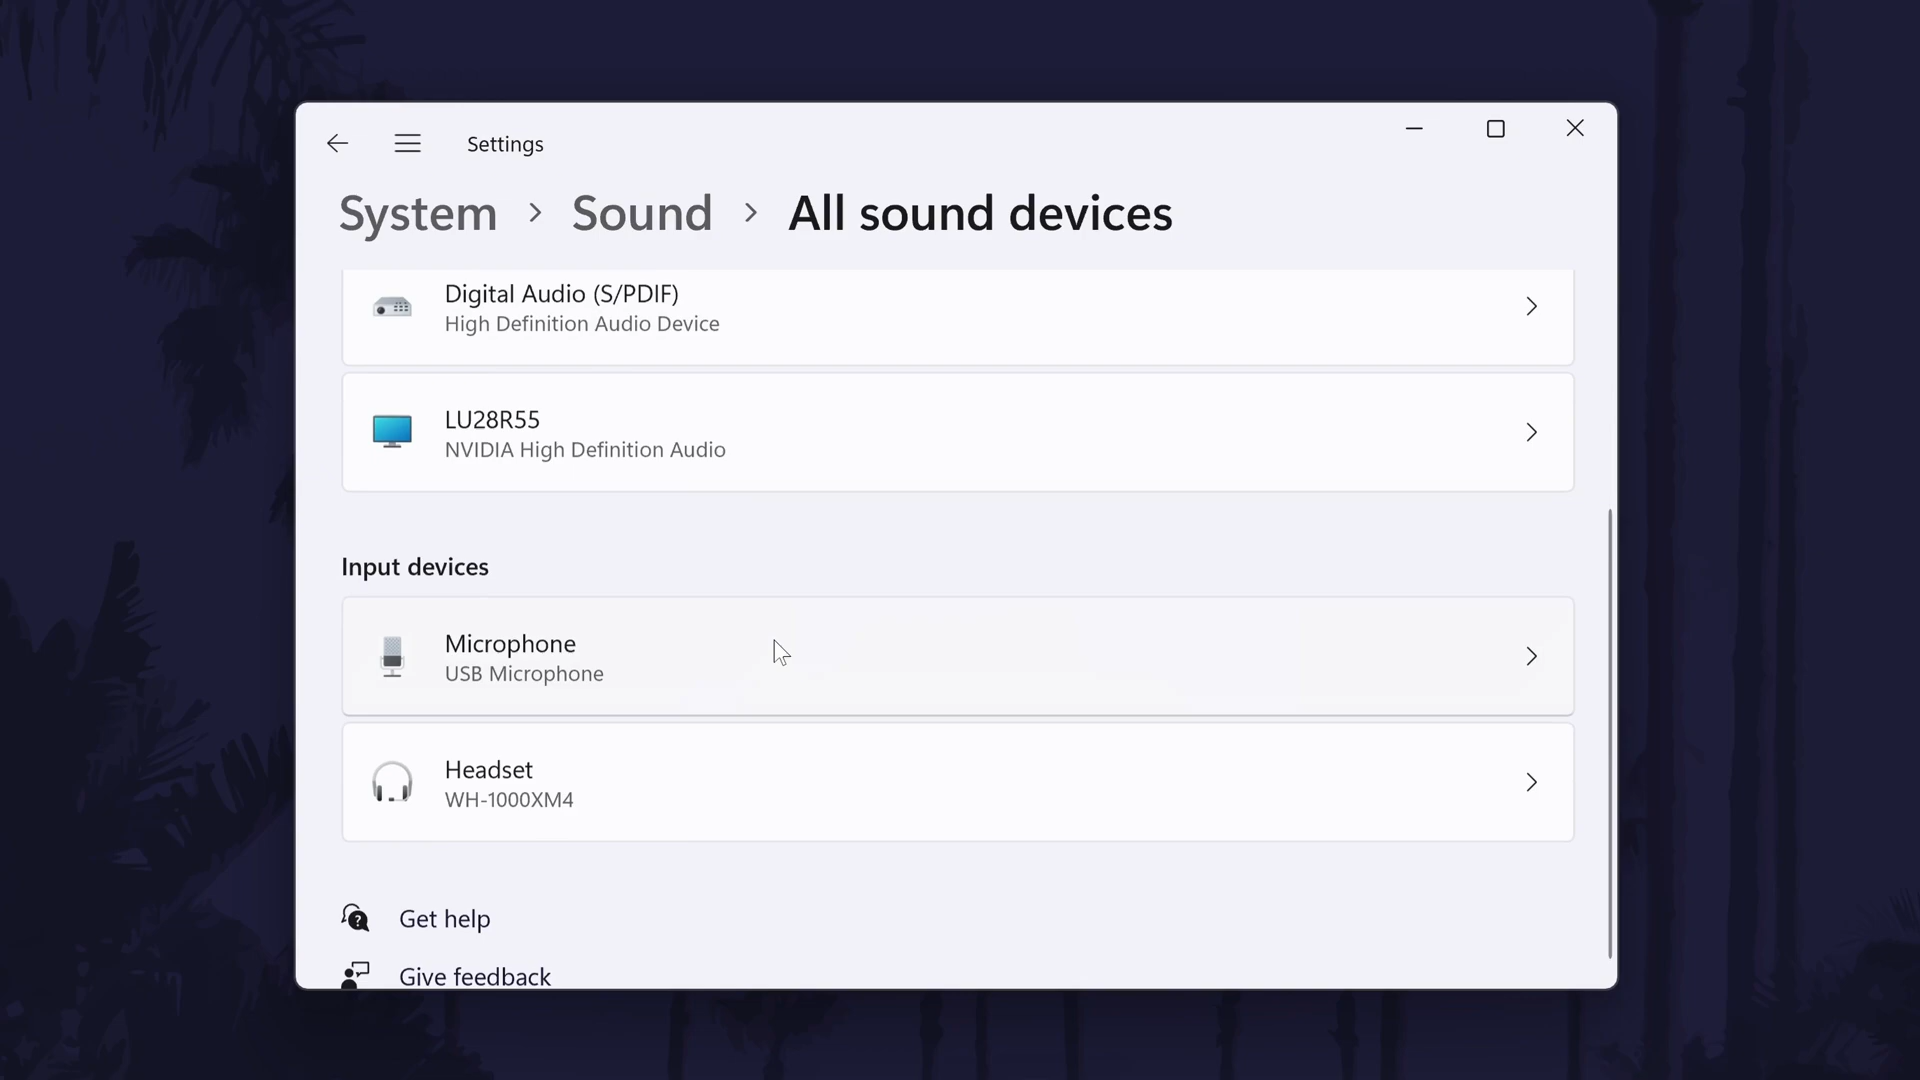 Settings
System > Sound > All sound devices
Digital Audio (S/PDIF)
High Definition Audio Device
LU28R55
NVIDIA High Definition Audio
Input devices
Microphone
USB Microphone
Headset
WH-1000XM4
Get help
Give feedback